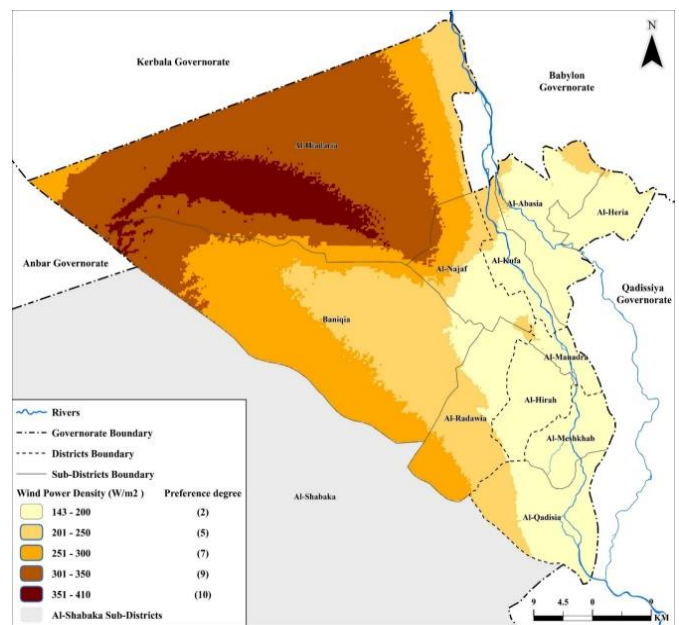 N
Kerbala Governorate
Babylon
Governorate
Al-Hiadaria
Al-Abasia
Al-Heria
Anbar Governorate
Al-Najaf
Al-Kufa
Qadissiya
Governorate
Baniqia
Al-Manadra
Al-Hirah
Al-Radawia
Al-Meshkhab
Al-Shabaka
Al-Qadisia
Rivers
Governorate Boundary
Districts Boundary
Sub-Districts Boundary
Wind Power Density (W/m2 ) Preference degree
143 - 200 (2)
201 - 250 (5)
251 - 300 (7)
301 - 350 (9)
351 - 410 (10)
Al-Shabaka Sub-Districts
9 4.5 0 9
KM